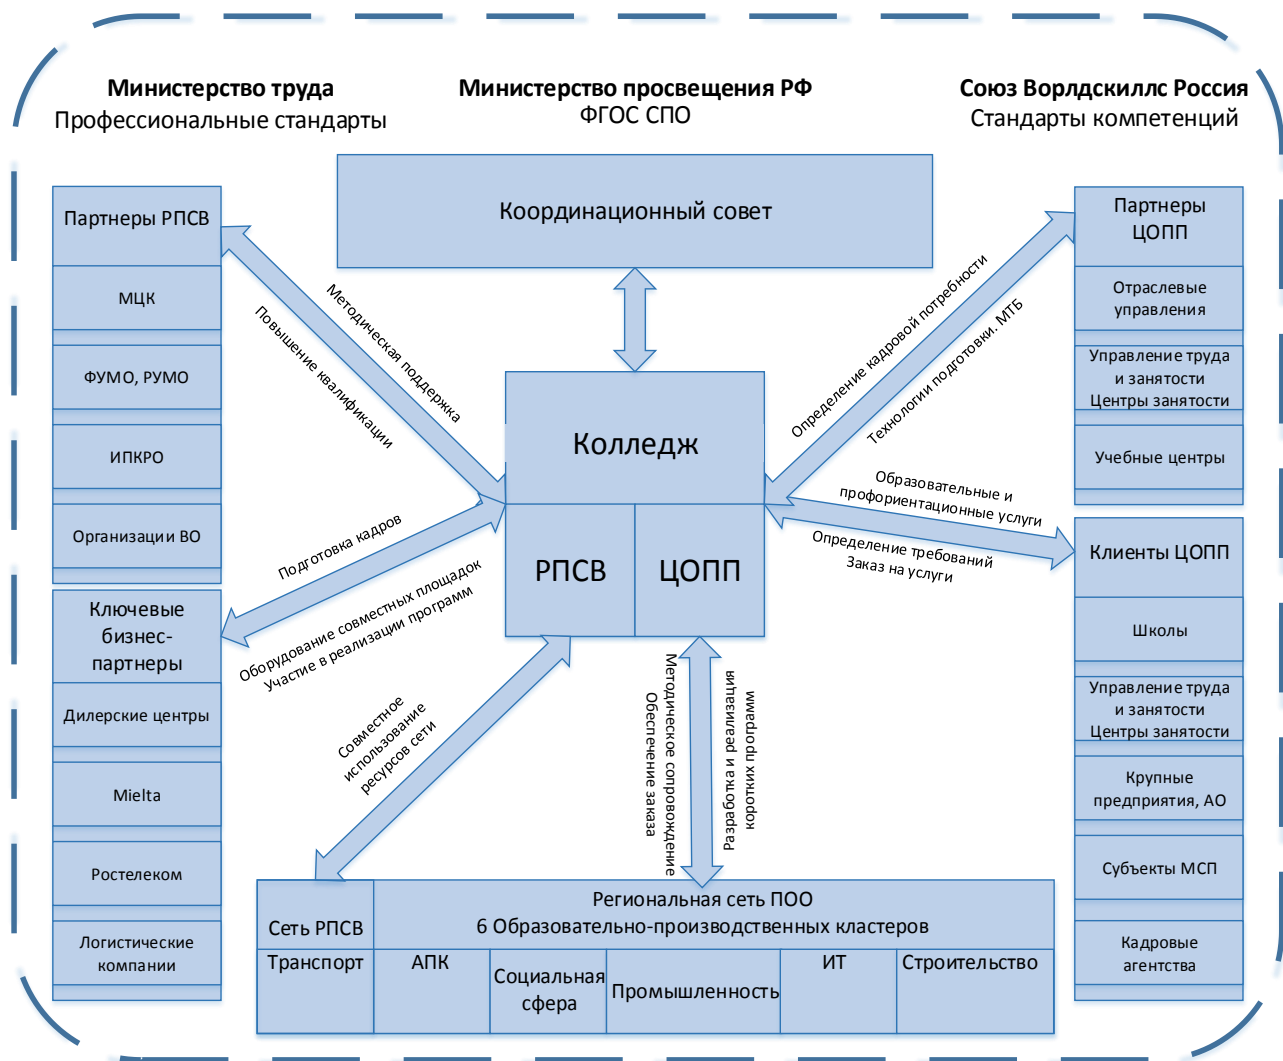 Министерство труда
Профессиональные стандарты
Министерство просвещения РФ
ФГОС СПО
Союз Ворлдскиллс Россия
Стандарты компетенций
Координационный совет
Партнеры РПСВ
МЦК
ФУМО, РУМО
ИПКРО
Организации ВО
Ключевые
бизнес-
партнеры
Дилерские центры
Mielta
Ростелеком
Логистические
компании
Методическая поддержка
Повышение квалификации
Подготовка кадров
Оборудование совместных площадок
Участие в реализации программ
Совместное
использование
ресурсов сети
Колледж
РПСВ
ЦОПП
Методическое сопровождение
Обеспечение заказа
Разработка и реализация
коротких программ
Определение кадровой потребности
Технологии подготовки. МТБ
Образовательные и
профориентационные услуги
Определение требований
Заказ на услуги
Партнеры
ЦОПП
Отраслевые
управления
Управление труда
и занятости
Центры занятости
Учебные центры
Клиенты ЦОПП
Школы
Управление труда
и занятости
Центры занятости
Крупные
предприятия, АО
Субъекты МСП
Кадровые
агентства
Сеть РПСВ
Региональная сеть ПОО
6 Образовательно-производственных кластеров
Транспорт
АПК
Социальная
сфера
Промышленность
ИТ
Строительство